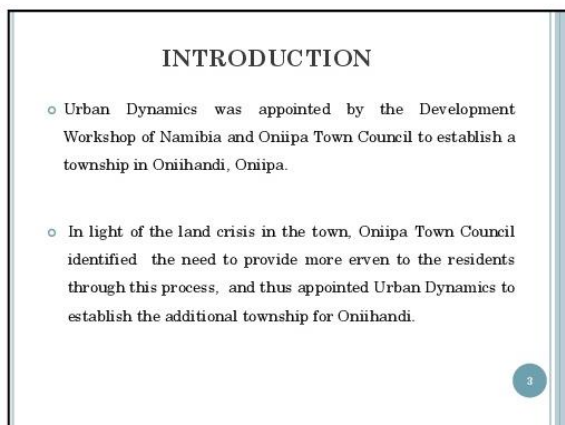 INTRODUCTION
Urban Dynamics was appointed by the Development
Workshop of Namibia and Oniipa Town Council to establish a
township in Oniihandi, Oniipa.
In light of the land crisis in the town, Oniipa Town Council
identified the need to provide more erven to the residents
through this process, and thus appointed Urban Dynamics to
establish the additional township for Oniihandi.
3